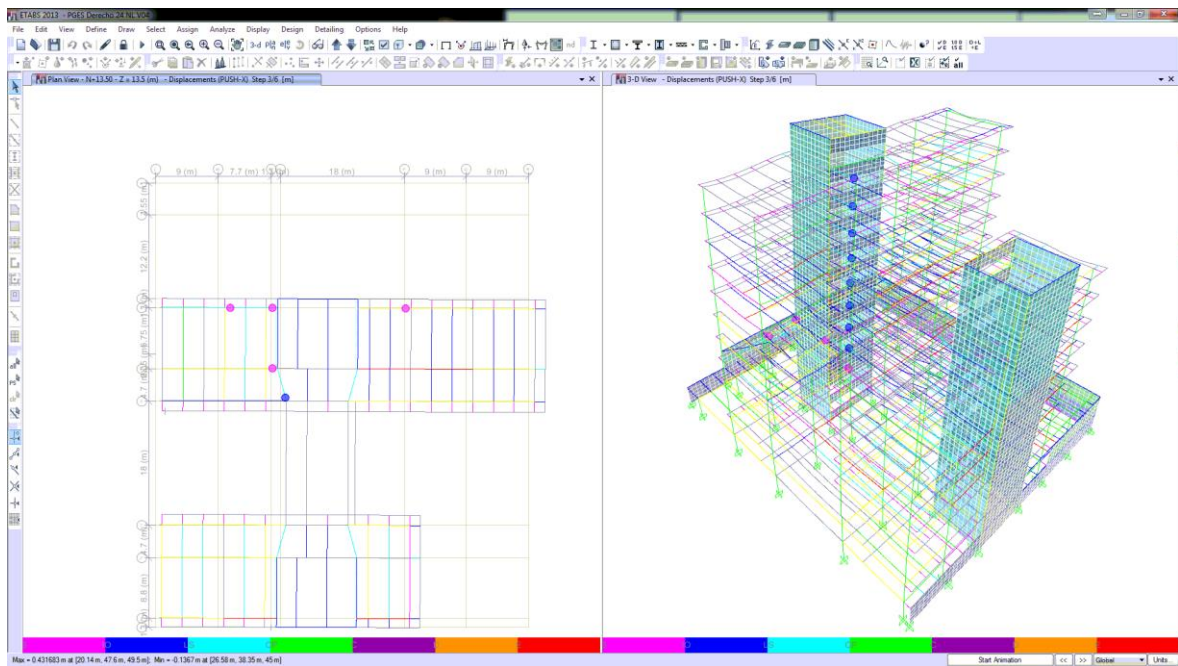 ETABS 2013 - PGES Derecho 24 NL V04
File Edit View Define Draw Select Assign Analyze Display Design Detailing Options Help
Plan View - N+13.50 - Z = 13.5 (m) - Displacements (PUSH-X) Step 3/6 [m]
3-D View - Displacements (PUSH-X) Step 3/6 [m]
9 (m) 7.7 (m) 18 (m) 9 (m) 9 (m)
12.2 (m)
18 (m)
8.8 (m)
Max = 0.431683 m at [20.14 m, 47.6 m, 49.5 m]; Min = -0.1367 m at [26.58 m, 38.35 m, 45 m]
Start Animation << >> Global Units...